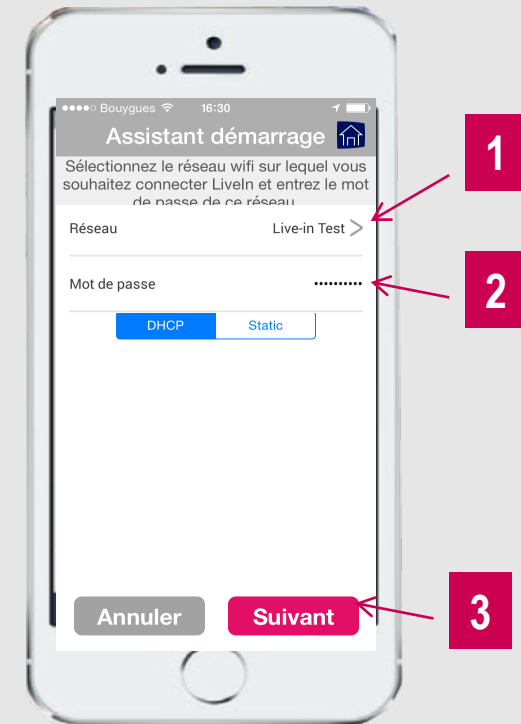 ●●●●○ Bouygues 16:30
Assistant démarrage
Sélectionnez le réseau wifi sur lequel vous
souhaitez connecter LiveIn et entrez le mot
de passe de ce réseau
Réseau Live-in Test >
1
Mot de passe ••••••••••
2
DHCP Static
Annuler Suivant
3